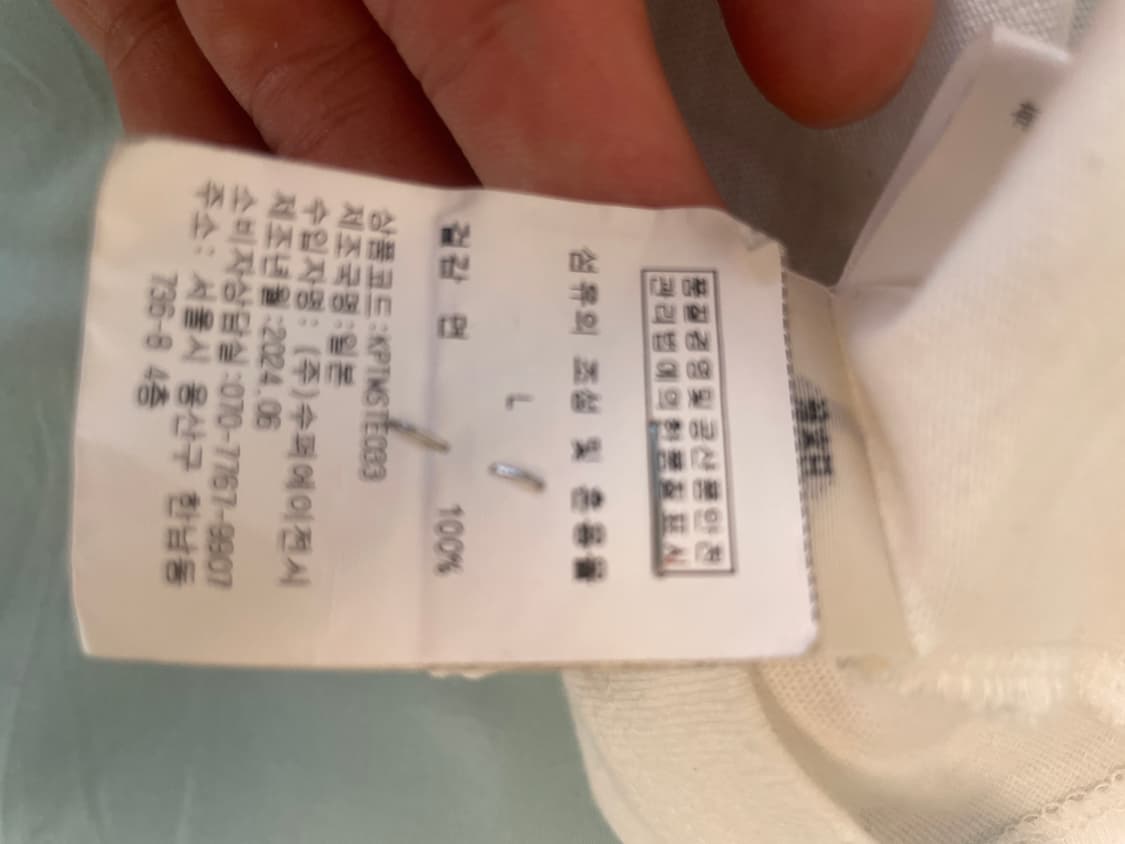 품질경영및공산품안전
관리법에의한품질표시
섬유의 조성 및 혼용율
L
겉감 면 100%
상품코드:KPTMSTE033
제조국명:일본
수입자명: (주)수퍼에이전시
제조년월:2024.06
소비자상담실:070-7767-9907
주소: 서울시 용산구 한남동
736-8 4층